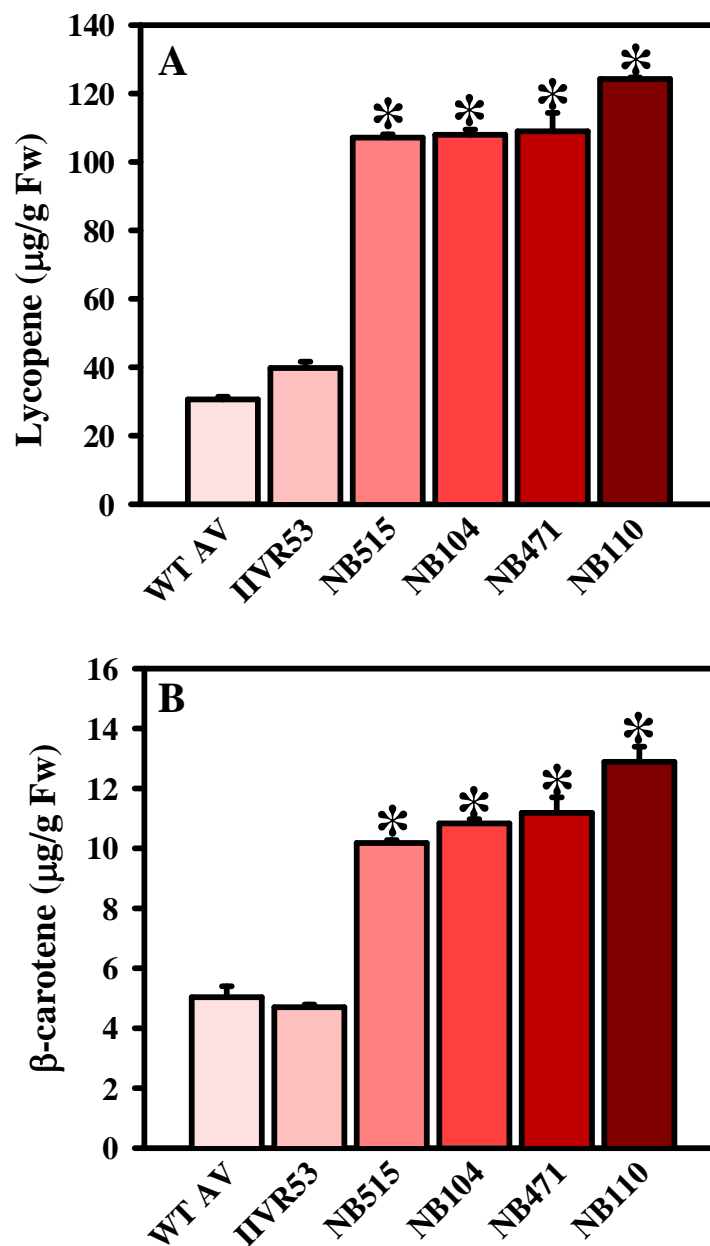 A
Lycopene (µg/g Fw)
140
120
100
80
60
40
20
0
*
*
*
*
WT AV
IIVR53
NB515
NB104
NB471
NB110
B
β-carotene (µg/g Fw)
16
14
12
10
8
6
4
2
0
*
*
*
*
WT AV
IIVR53
NB515
NB104
NB471
NB110